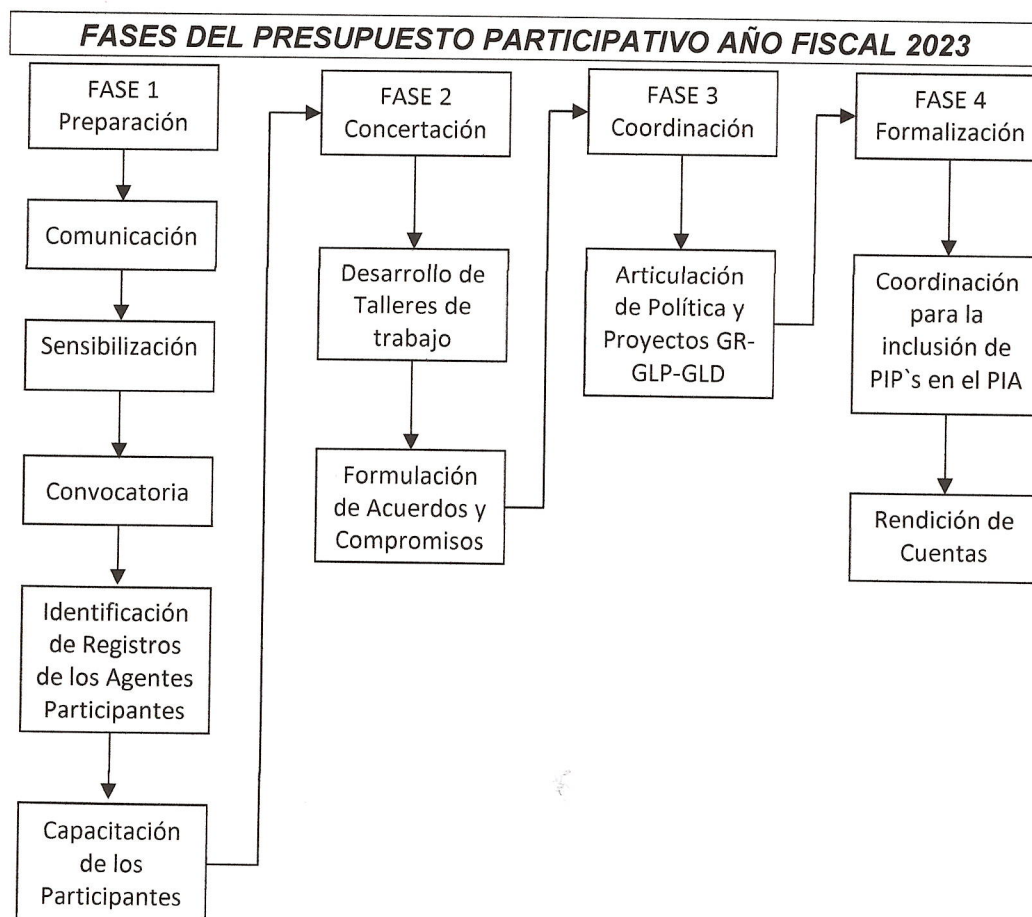 FASES DEL PRESUPUESTO PARTICIPATIVO AÑO FISCAL 2023
FASE 1
Preparación
Comunicación
Sensibilización
Convocatoria
Identificación
de Registros
de los Agentes
Participantes
Capacitación
de los
Participantes
FASE 2
Concertación
Desarrollo de
Talleres de
trabajo
Formulación
de Acuerdos y
Compromisos
FASE 3
Coordinación
Articulación
de Política y
Proyectos GR-
GLP-GLD
FASE 4
Formalización
Coordinación
para la
inclusión de
PIP`s en el PIA
Rendición de
Cuentas